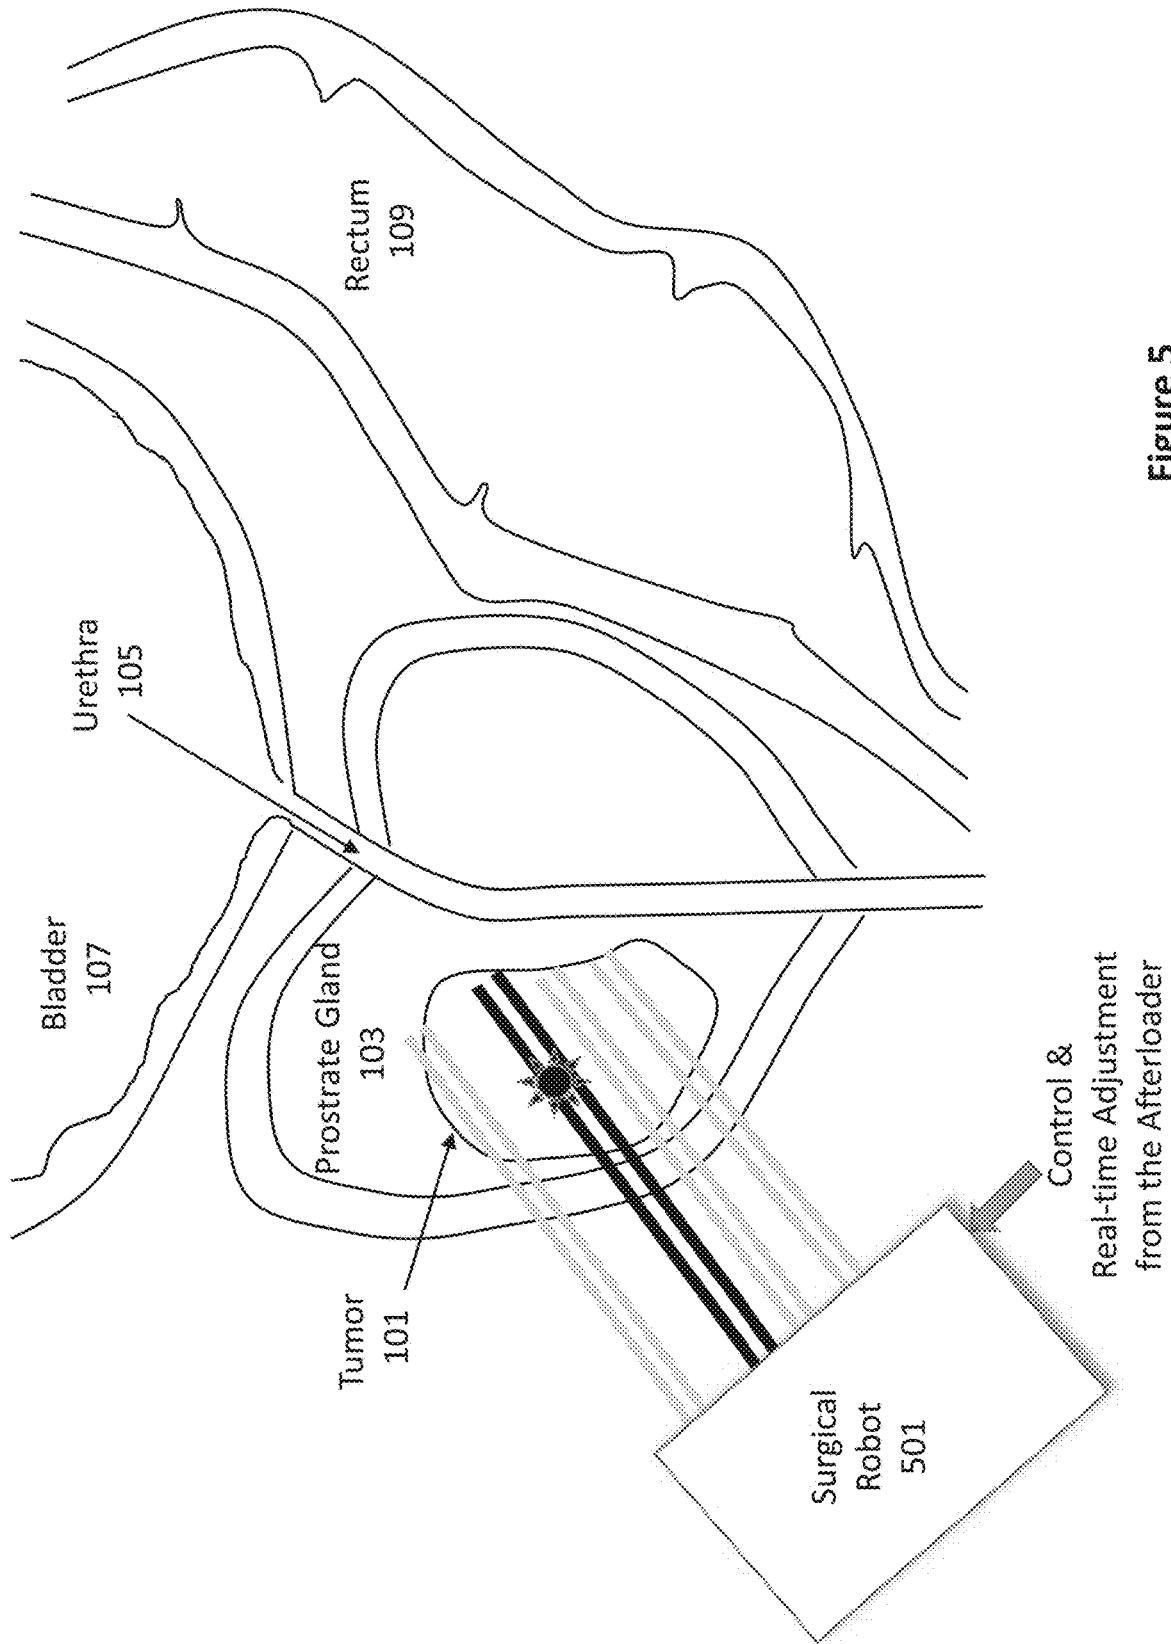 Bladder
107
Urethra
105
Rectum
109
Prostrate Gland
103
Tumor
101
Surgical
Robot
501
Control &
Real-time Adjustment
from the Afterloader
Figure 5